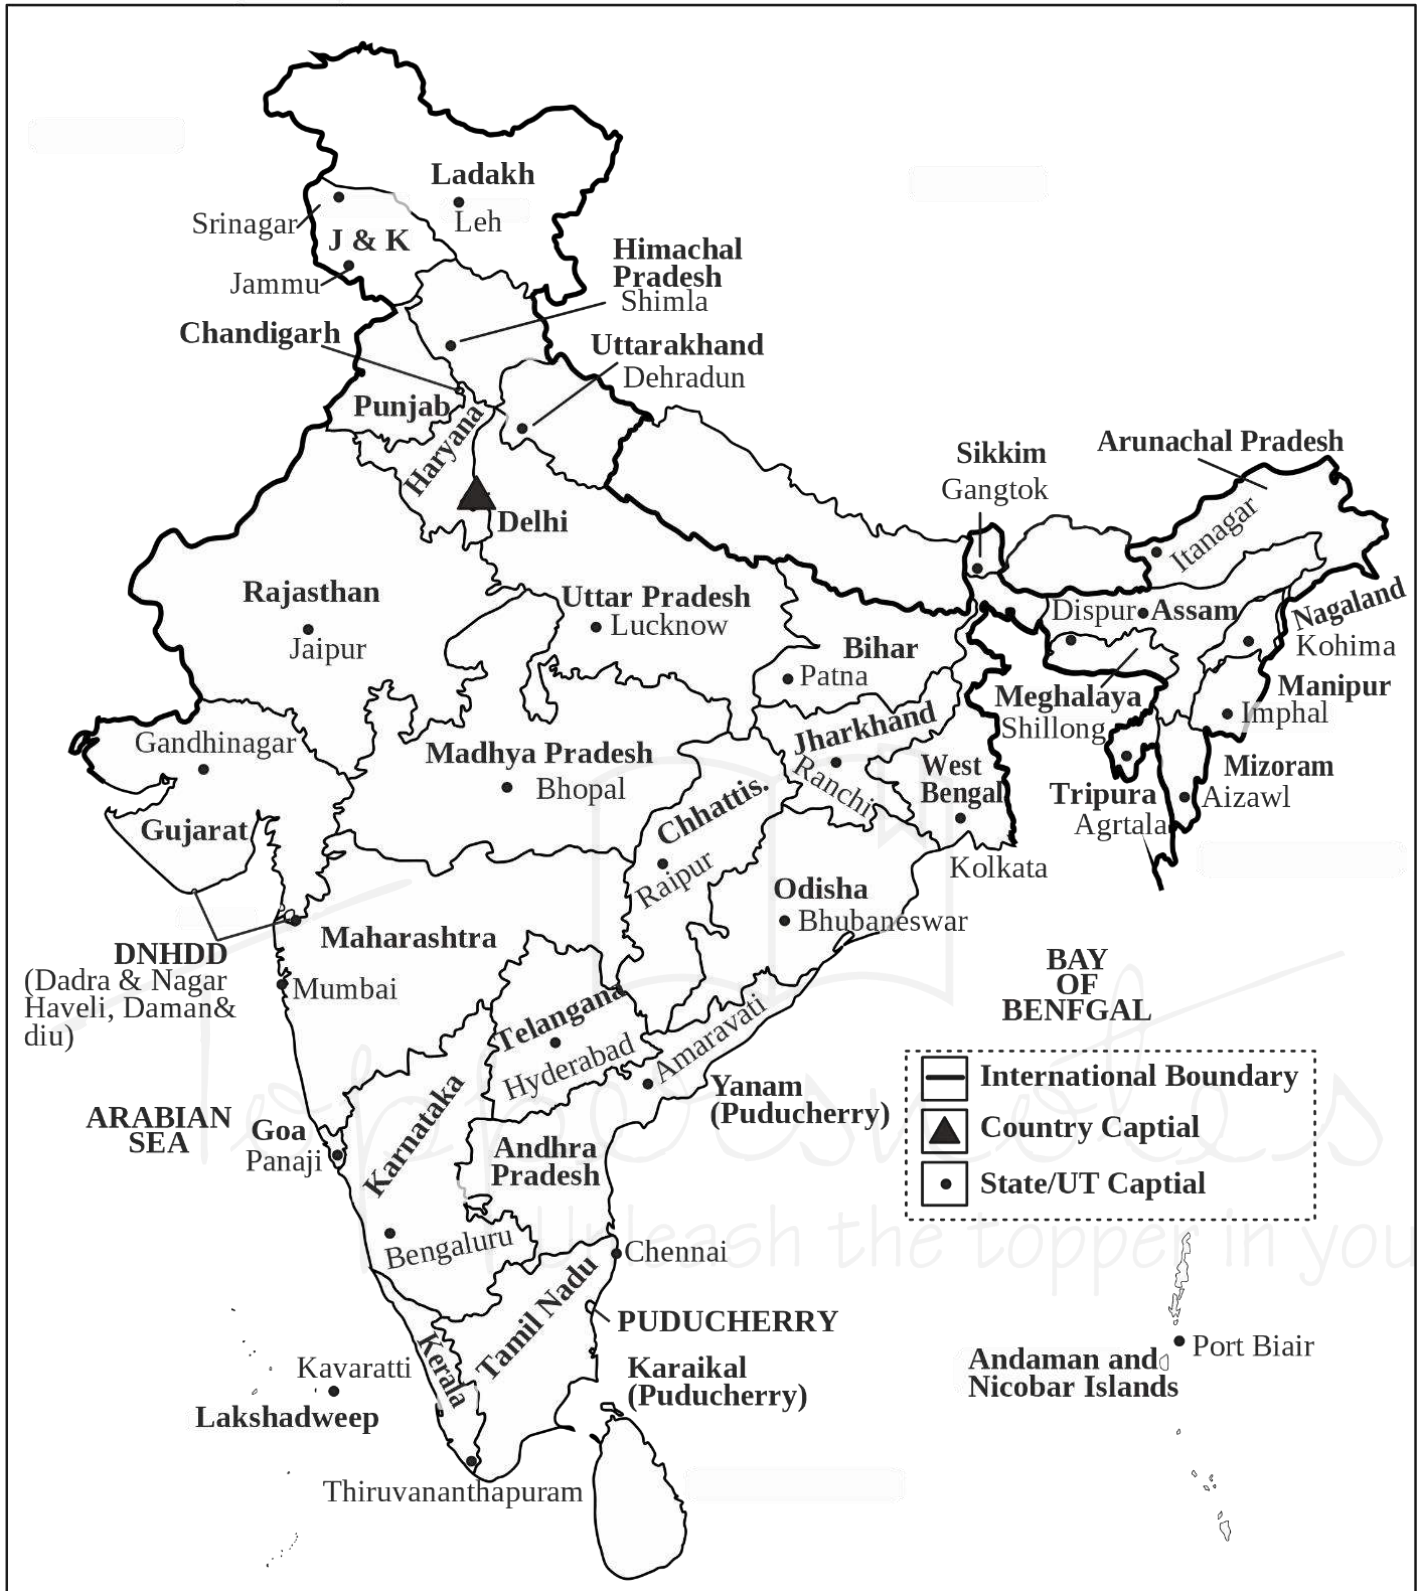 Ladakh
Leh
Srinagar
J & K
Jammu
Himachal
Pradesh
Shimla
Chandigarh
Uttarakhand
Dehradun
Punjab
Haryana
Delhi
Sikkim
Gangtok
Arunachal Pradesh
Itanagar
Rajasthan
Jaipur
Uttar Pradesh
Lucknow
Bihar
Patna
Dispur
Assam
Nagaland
Kohima
Meghalaya
Shillong
Manipur
Imphal
Mizoram
Aizawl
Tripura
Agrtala
Gandhinagar
Gujarat
Madhya Pradesh
Bhopal
Chhattis.
Raipur
Jharkhand
Ranchi
West
Bengal
Kolkata
Odisha
Bhubaneswar
DNHDD
(Dadra & Nagar
Haveli, Daman&
diu)
Maharashtra
Mumbai
Telangana
Hyderabad
Amaravati
Yanam
(Puducherry)
BAY
OF
BENFGAL
ARABIAN
SEA
Goa
Panaji
Karnataka
Bengaluru
Andhra
Pradesh
International Boundary
Country Captial
State/UT Captial
Chennai
Tamil Nadu
PUDUCHERRY
Karaikal
(Puducherry)
Kerala
Kavaratti
Lakshadweep
Thiruvananthapuram
Port Biair
Andaman and
Nicobar Islands
Toppersnotes
Unleash the topper in you